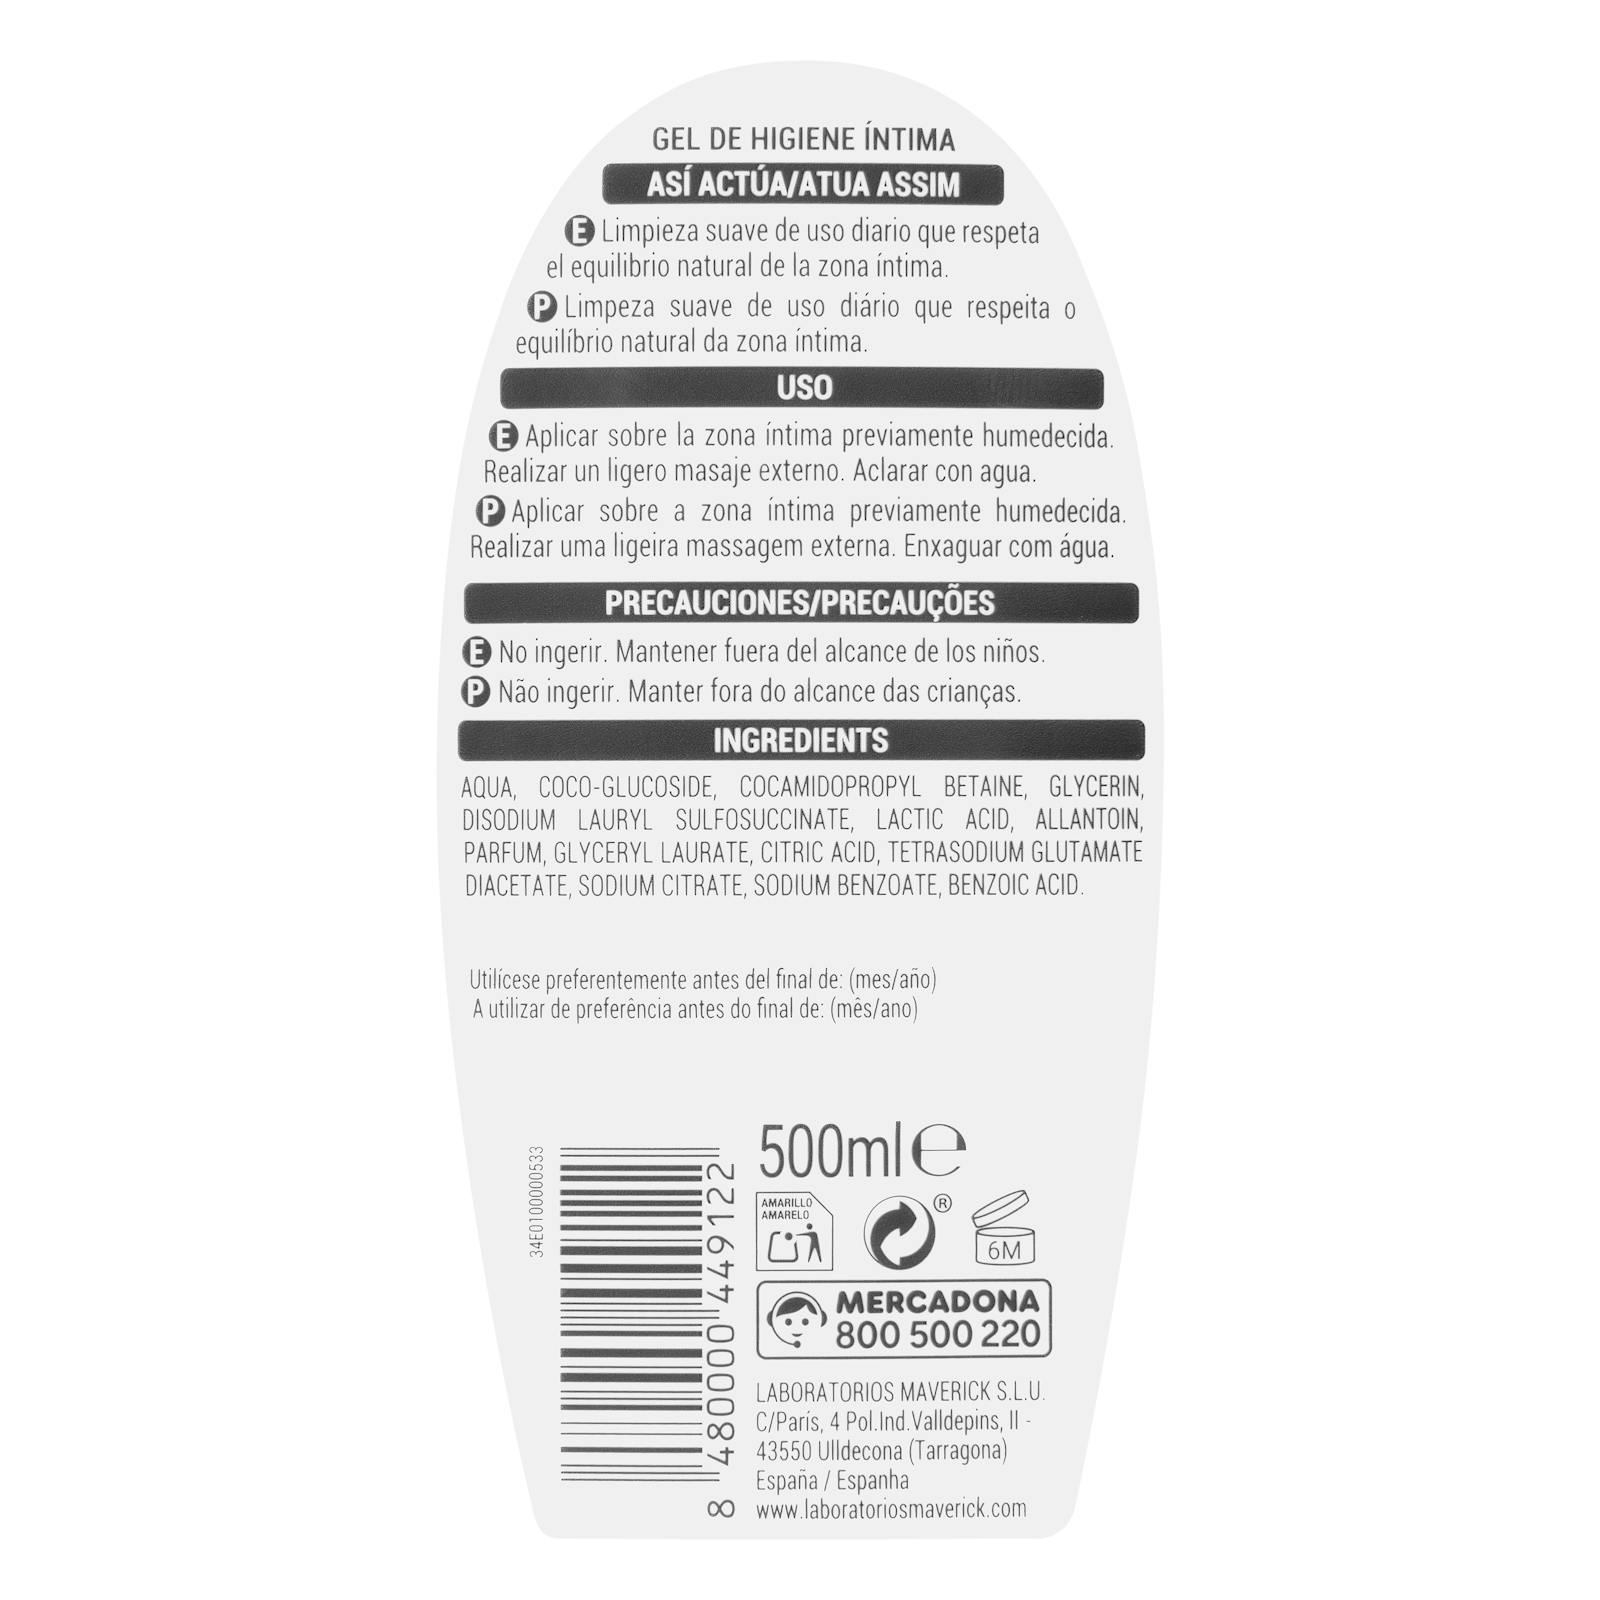 GEL DE HIGIENE ÍNTIMA
ASÍ ACTÚA/ATUA ASSIM
E Limpieza suave de uso diario que respeta
el equilibrio natural de la zona íntima.
P Limpeza suave de uso diário que respeita o
equilíbrio natural da zona íntima.
USO
E Aplicar sobre la zona íntima previamente humedecida.
Realizar un ligero masaje externo. Aclarar con agua.
P Aplicar sobre a zona íntima previamente humedecida.
Realizar uma ligeira massagem externa. Enxaguar com água.
PRECAUCIONES/PRECAUÇÕES
E No ingerir. Mantener fuera del alcance de los niños.
P Não ingerir. Manter fora do alcance das crianças.
INGREDIENTS
AQUA, COCO-GLUCOSIDE, COCAMIDOPROPYL BETAINE, GLYCERIN,
DISODIUM LAURYL SULFOSUCCINATE, LACTIC ACID, ALLANTOIN,
PARFUM, GLYCERYL LAURATE, CITRIC ACID, TETRASODIUM GLUTAMATE
DIACETATE, SODIUM CITRATE, SODIUM BENZOATE, BENZOIC ACID.
Utilícese preferentemente antes del final de: (mes/año)
A utilizar de preferência antes do final de: (mês/ano)
34E0100000533
8 480000 449122
500ml e
AMARILLO
AMARELO
®
6M
MERCADONA
800 500 220
LABORATORIOS MAVERICK S.L.U.
C/París, 4 Pol.Ind.Valldepins, II -
43550 Ulldecona (Tarragona)
España / Espanha
www.laboratoriosmaverick.com